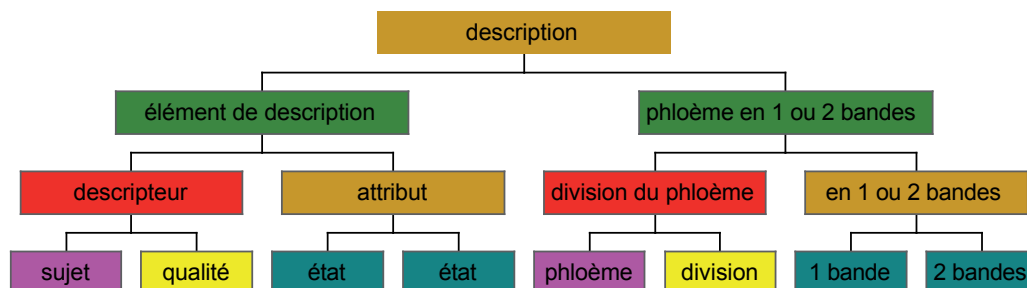 description
élément de description
phloème en 1 ou 2 bandes
descripteur
attribut
division du phloème
en 1 ou 2 bandes
sujet
qualité
état
état
phloème
division
1 bande
2 bandes